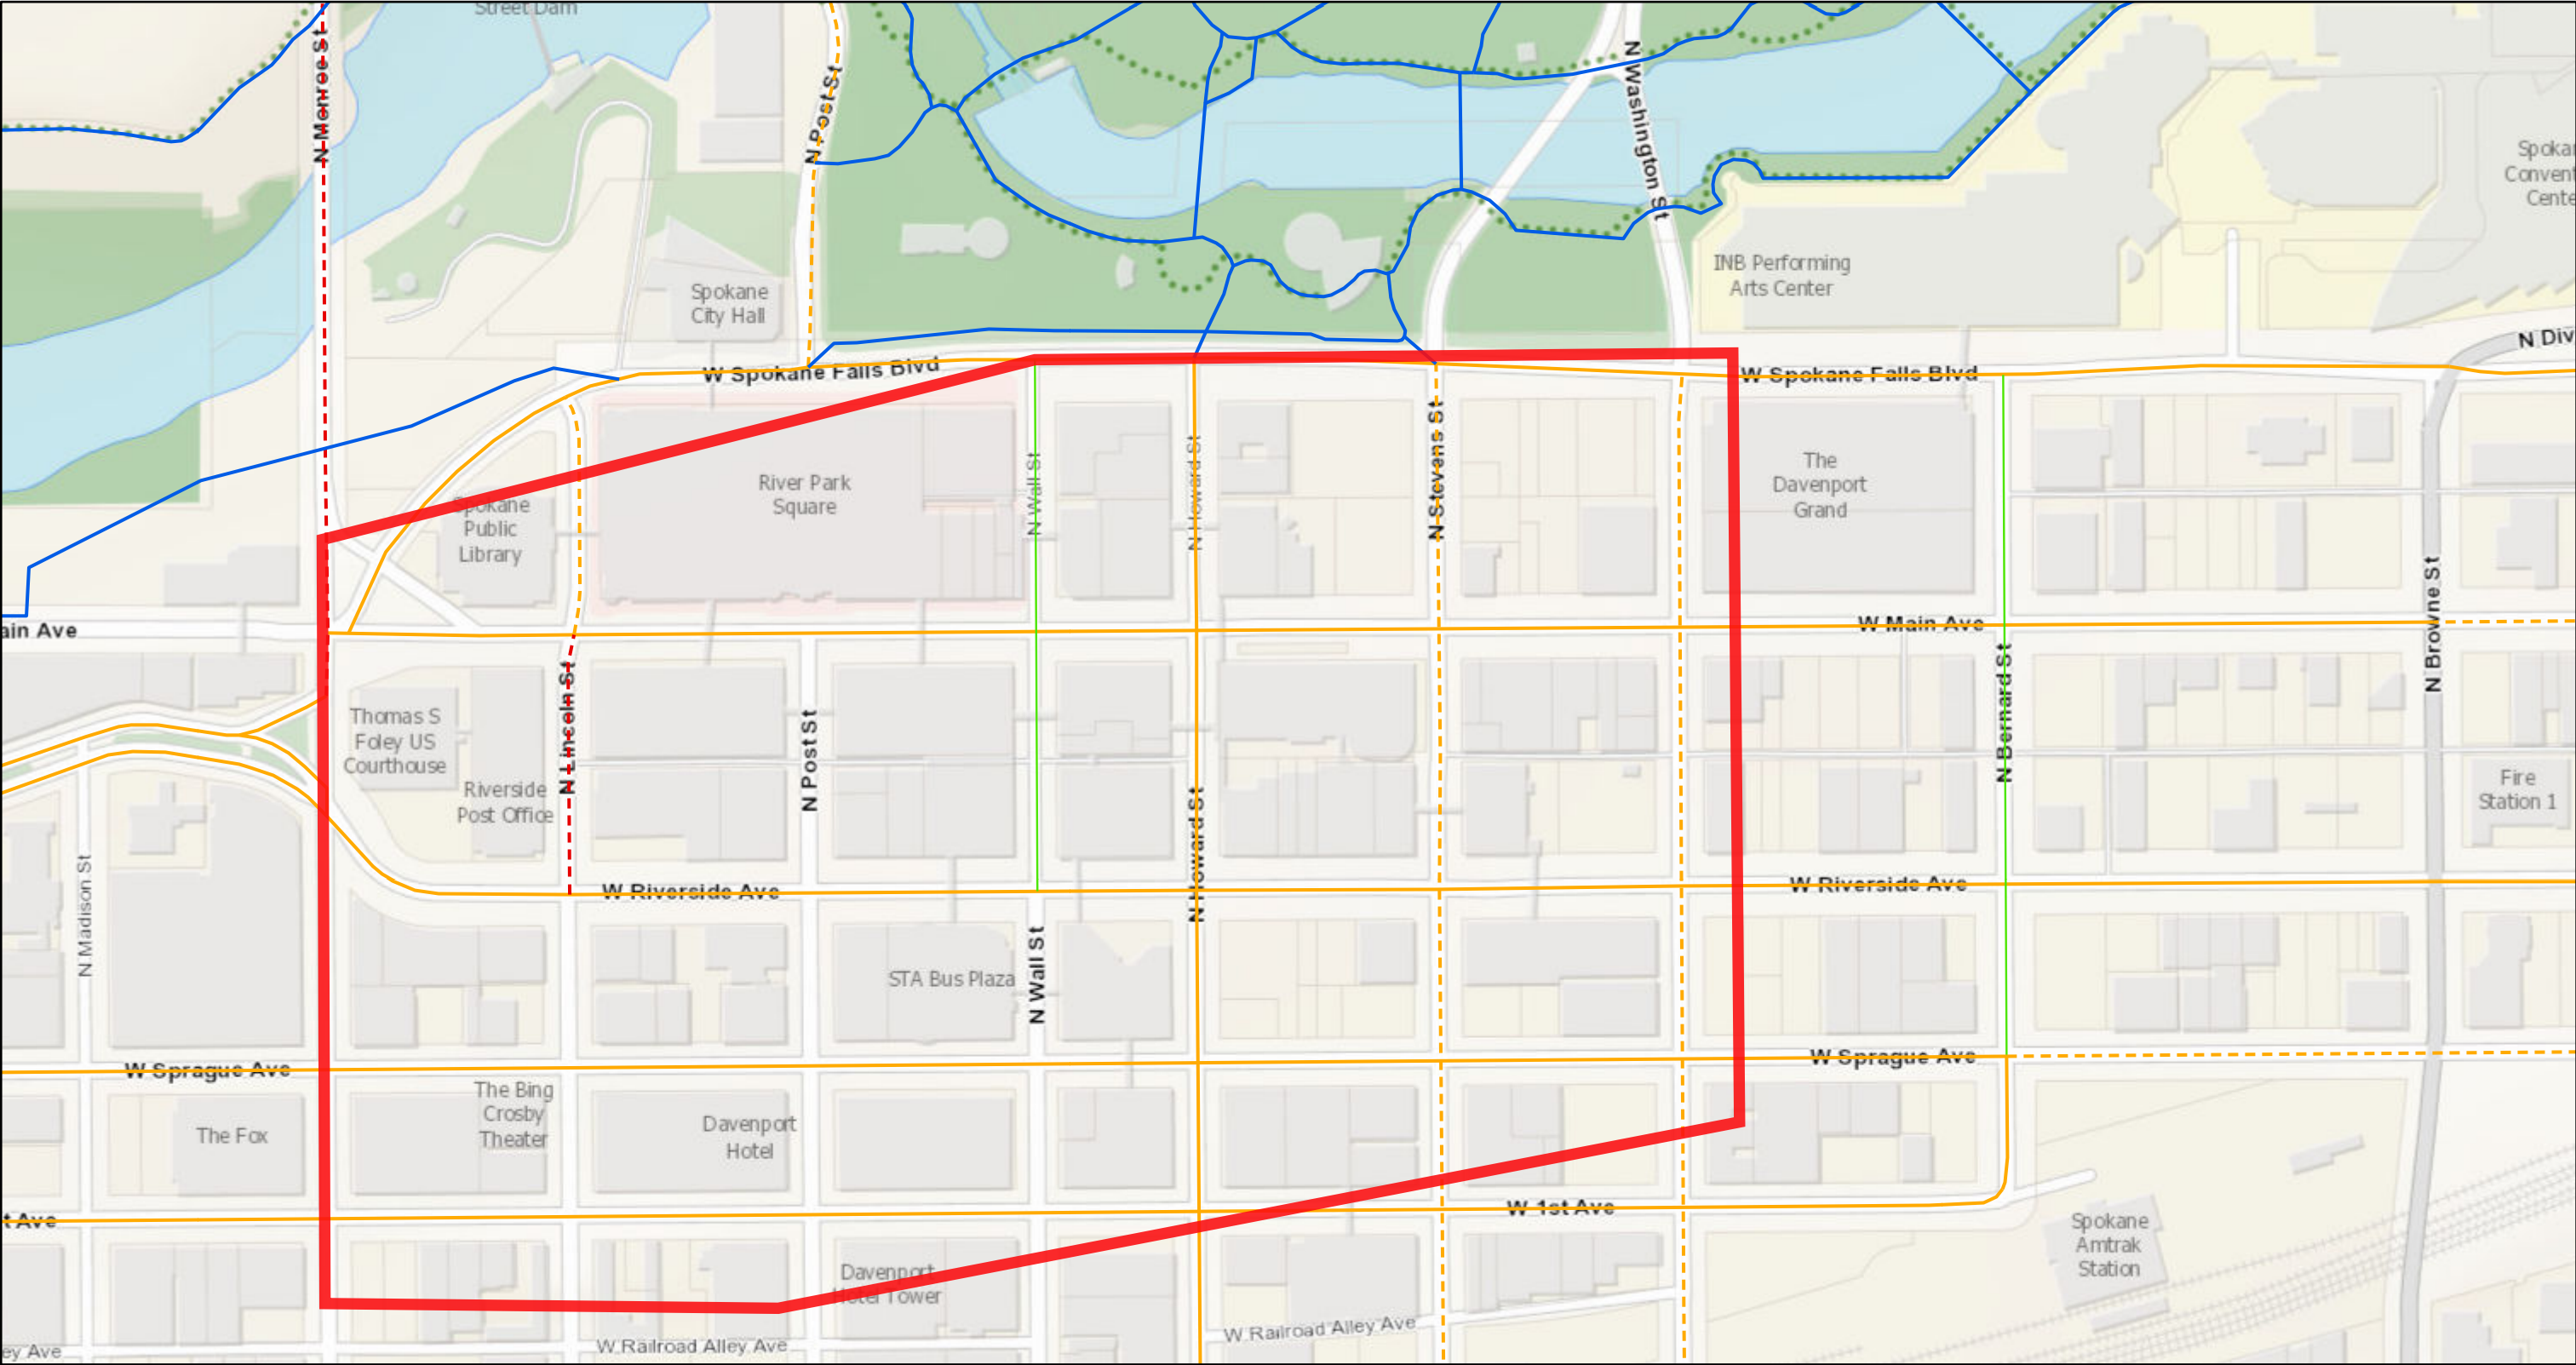 Street Dam
N Monroe St
N Post St
N Washington St
Spokane
City Hall
INB Performing
Arts Center
N Div
W Spokane Falls Blvd
W Spokane Falls Blvd
River Park
Square
Spokane
Public
Library
N Wall St
N Howard St
N Stevens St
The
Davenport
Grand
N Browne St
ain Ave
W Main Ave
Thomas S
Foley US
Courthouse
Riverside
Post Office
N Lincoln St
N Post St
N Howard St
N Bernard St
Fire
Station 1
N Madison St
W Riverside Ave
W Riverside Ave
STA Bus Plaza
N Wall St
W Sprague Ave
W Sprague Ave
The Fox
The Bing
Crosby
Theater
Davenport
Hotel
t Ave
W 1st Ave
Spokane
Amtrak
Station
Davenport
Hotel Tower
W Railroad Alley Ave
W Railroad Alley Ave
ey Ave